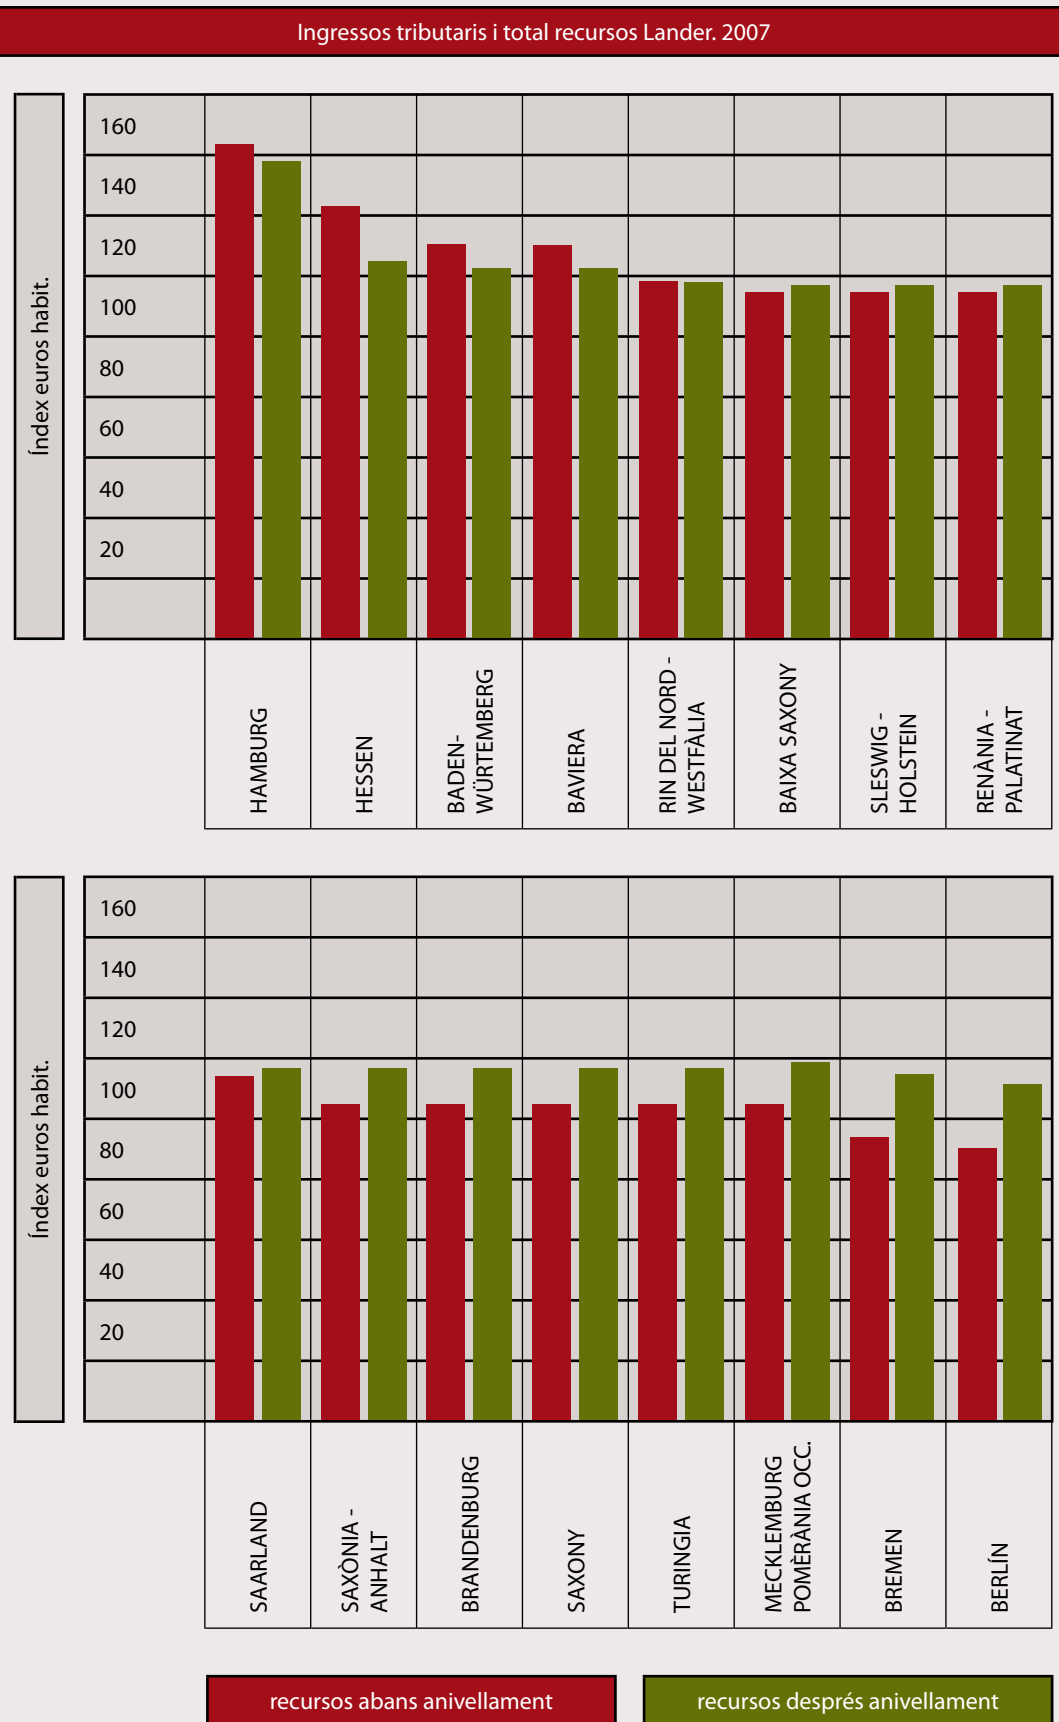 Ingressos tributaris i total recursos Lander. 2007
Índex euros habit.
160
140
120
100
80
60
40
20
HAMBURG
HESSEN
BADEN-
WÜRTEMBERG
BAVIERA
RIN DEL NORD -
WESTFÀLIA
BAIXA SAXONY
SLESWIG -
HOLSTEIN
RENÀNIA -
PALATINAT
Índex euros habit.
160
140
120
100
80
60
40
20
SAARLAND
SAXÒNIA -
ANHALT
BRANDENBURG
SAXONY
TURINGIA
MECKLEMBURG
POMÈRÀNIA OCC.
BREMEN
BERLÍN
recursos abans anivellament
recursos després anivellament